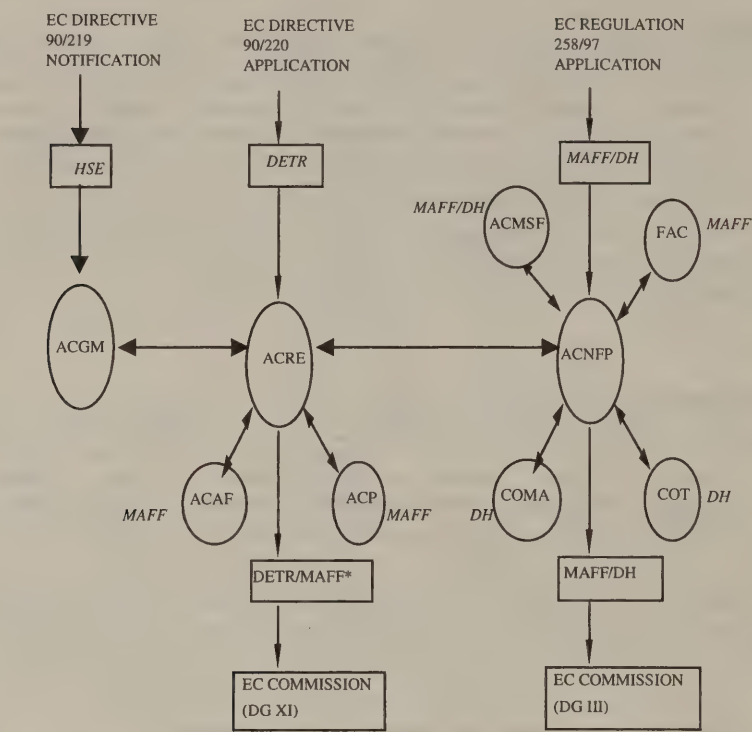 EC DIRECTIVE
90/219
NOTIFICATION
EC DIRECTIVE
90/220
APPLICATION
EC REGULATION
258/97
APPLICATION
HSE
DETR
MAFF/DH
MAFF/DH
ACMSF
FAC
MAFF
ACGM
ACRE
ACNFP
MAFF
ACAF
ACP
MAFF
DH
COMA
COT
DH
DETR/MAFF*
MAFF/DH
EC COMMISSION
(DG XI)
EC COMMISSION
(DG III)